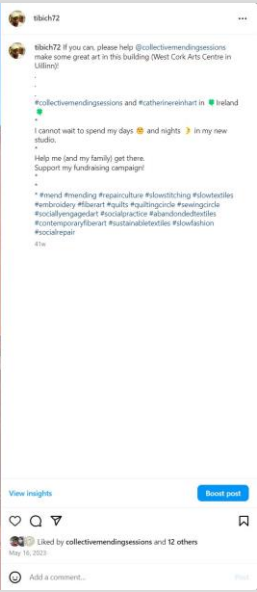 tibich72
tibich72 If you can, please help @collectivemendingsessions
make some great art in this building (West Cork Arts Centre in
Uillinn)!
.
.
.
#collectivemendingsessions and #catherinereinhart in 🍀 Ireland
🍀
*
I cannot wait to spend my days 🌞 and nights 🌛 in my new
studio.
*
Help me (and my family) get there.
Support my fundraising campaign!
*
*
* #mend #mending #repairculture #slowstitching #slowtextiles
#embroidery #fiberart #quilts #quiltingcircle #sewingcircle
#sociallyengagedart #socialpractice #abandondedtextiles
#contemporaryfiberart #sustainabletextiles #slowfashion
#socialrepair
41w
View insights
Boost post
Liked by collectivemendingsessions and 12 others
May 16, 2023
Add a comment...
Post